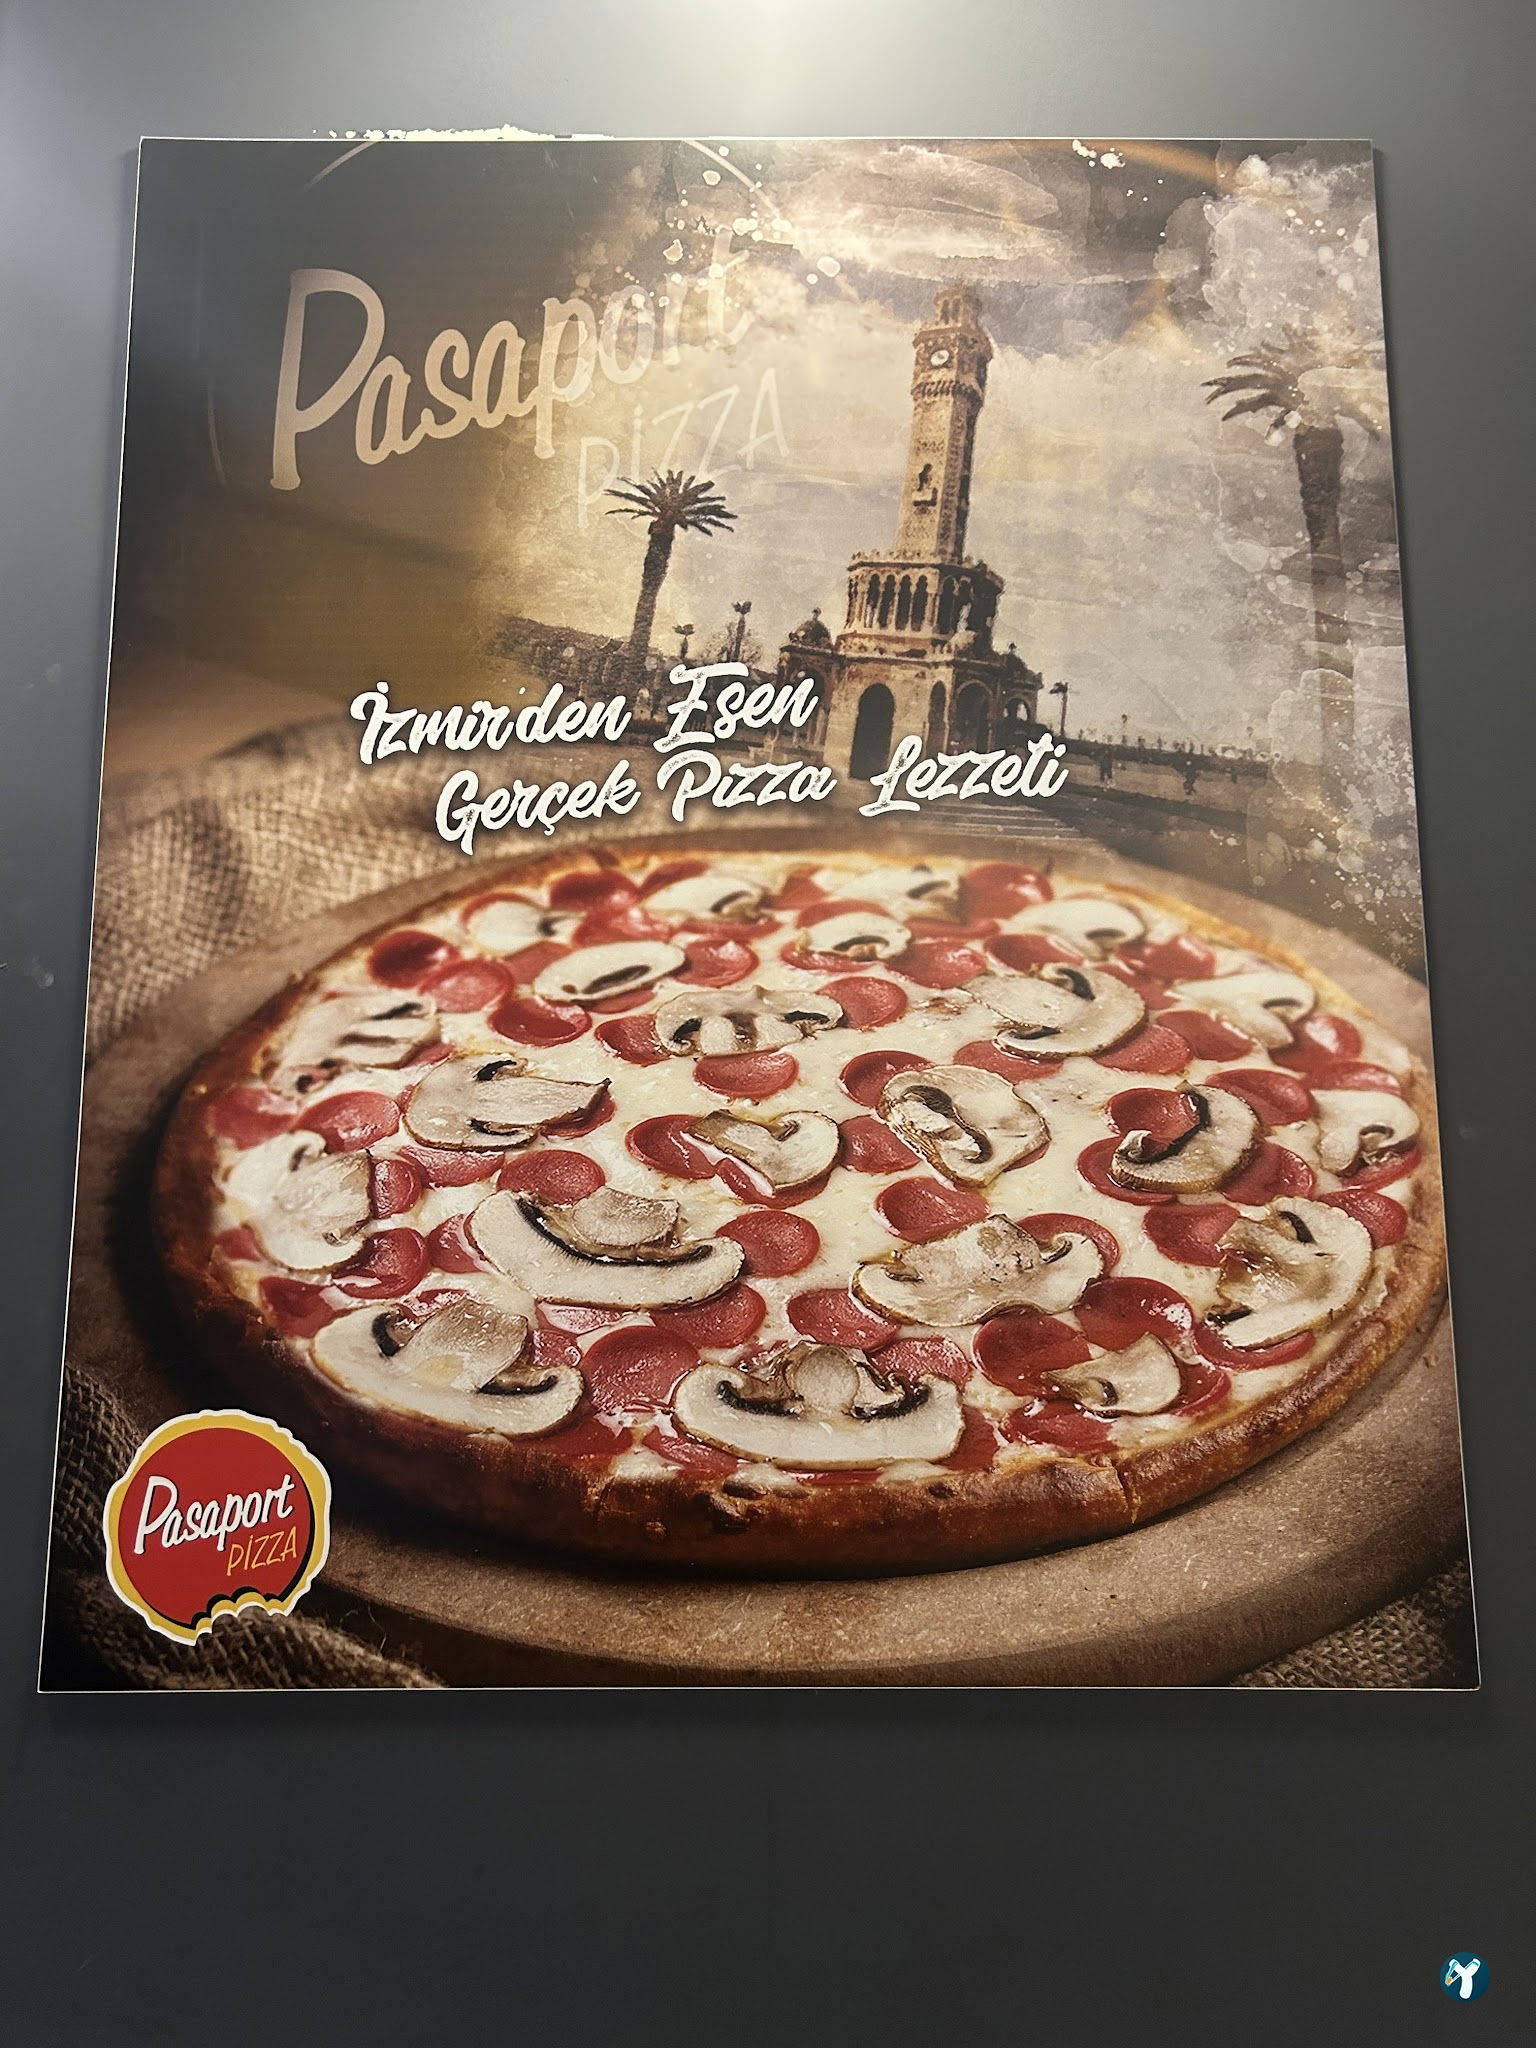 Pasaport
PİZZA
İzmir'den Esen
Gerçek Pizza Lezzeti
Pasaport
PİZZA